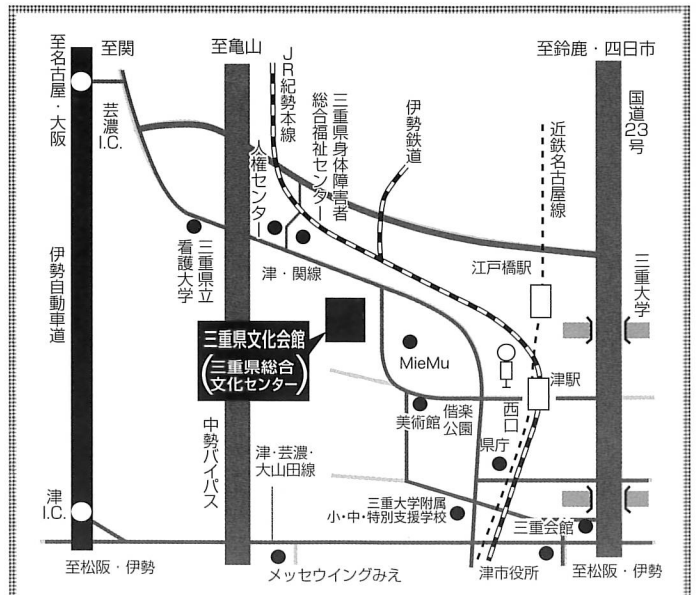 至関
至亀山
至鈴鹿・四日市
至名古屋・大阪
芸濃
I.C.
JR紀勢本線
三重県身体障害者
総合福祉センター
人権センター
伊勢鉄道
近鉄名古屋線
国道23号
三重県立
看護大学
津・関線
江戸橋駅
三重大学
伊勢自動車道
三重県文化会館
(三重県総合
文化センター)
MieMu
津駅
西口
美術館
偕楽
公園
県庁
中勢バイパス
津・芸濃・
大山田線
津
I.C.
三重大学附属
小・中・特別支援学校
三重会館
至松阪・伊勢
メッセウイングみえ
津市役所
至松阪・伊勢